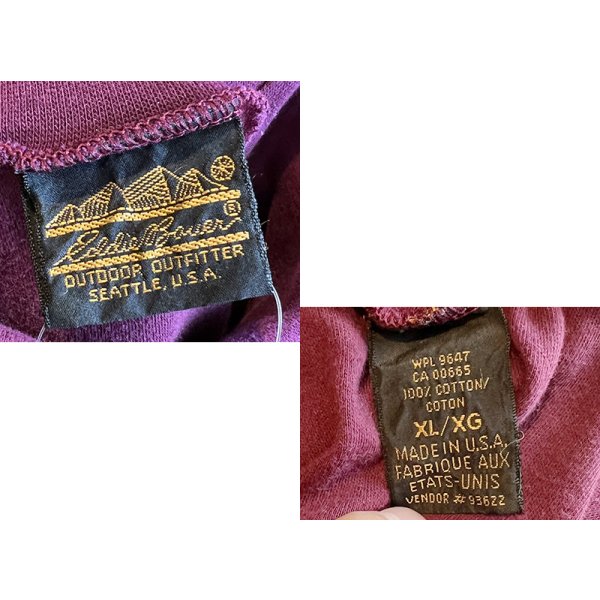 Eddie Bauer®
OUTDOOR OUTFITTER
SEATTLE, U.S.A.
WPL 9647
CA 00665
100% COTTON/
COTON
XL/XG
MADE IN U.S.A.
FABRIQUE AUX
ETATS-UNIS
VENDOR # 93622